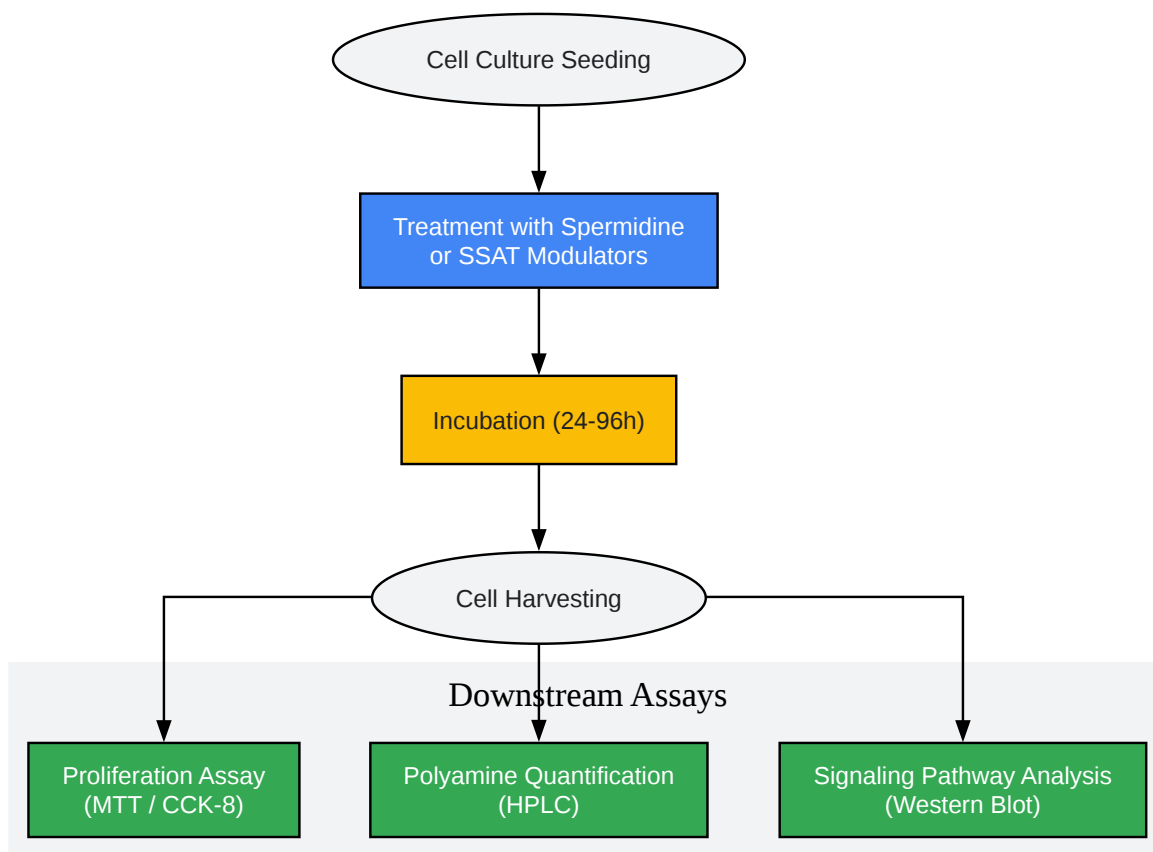 Cell Culture Seeding
Treatment with Spermidine
or SSAT Modulators
Incubation (24-96h)
Cell Harvesting
Downstream Assays
Proliferation Assay
(MTT / CCK-8)
Polyamine Quantification
(HPLC)
Signaling Pathway Analysis
(Western Blot)